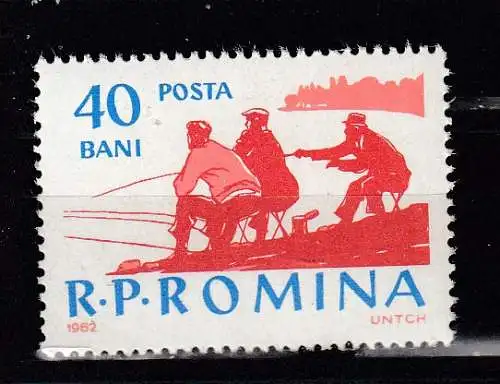 40 POSTA
BANI
R.P.ROMINA
1962 UNTCH